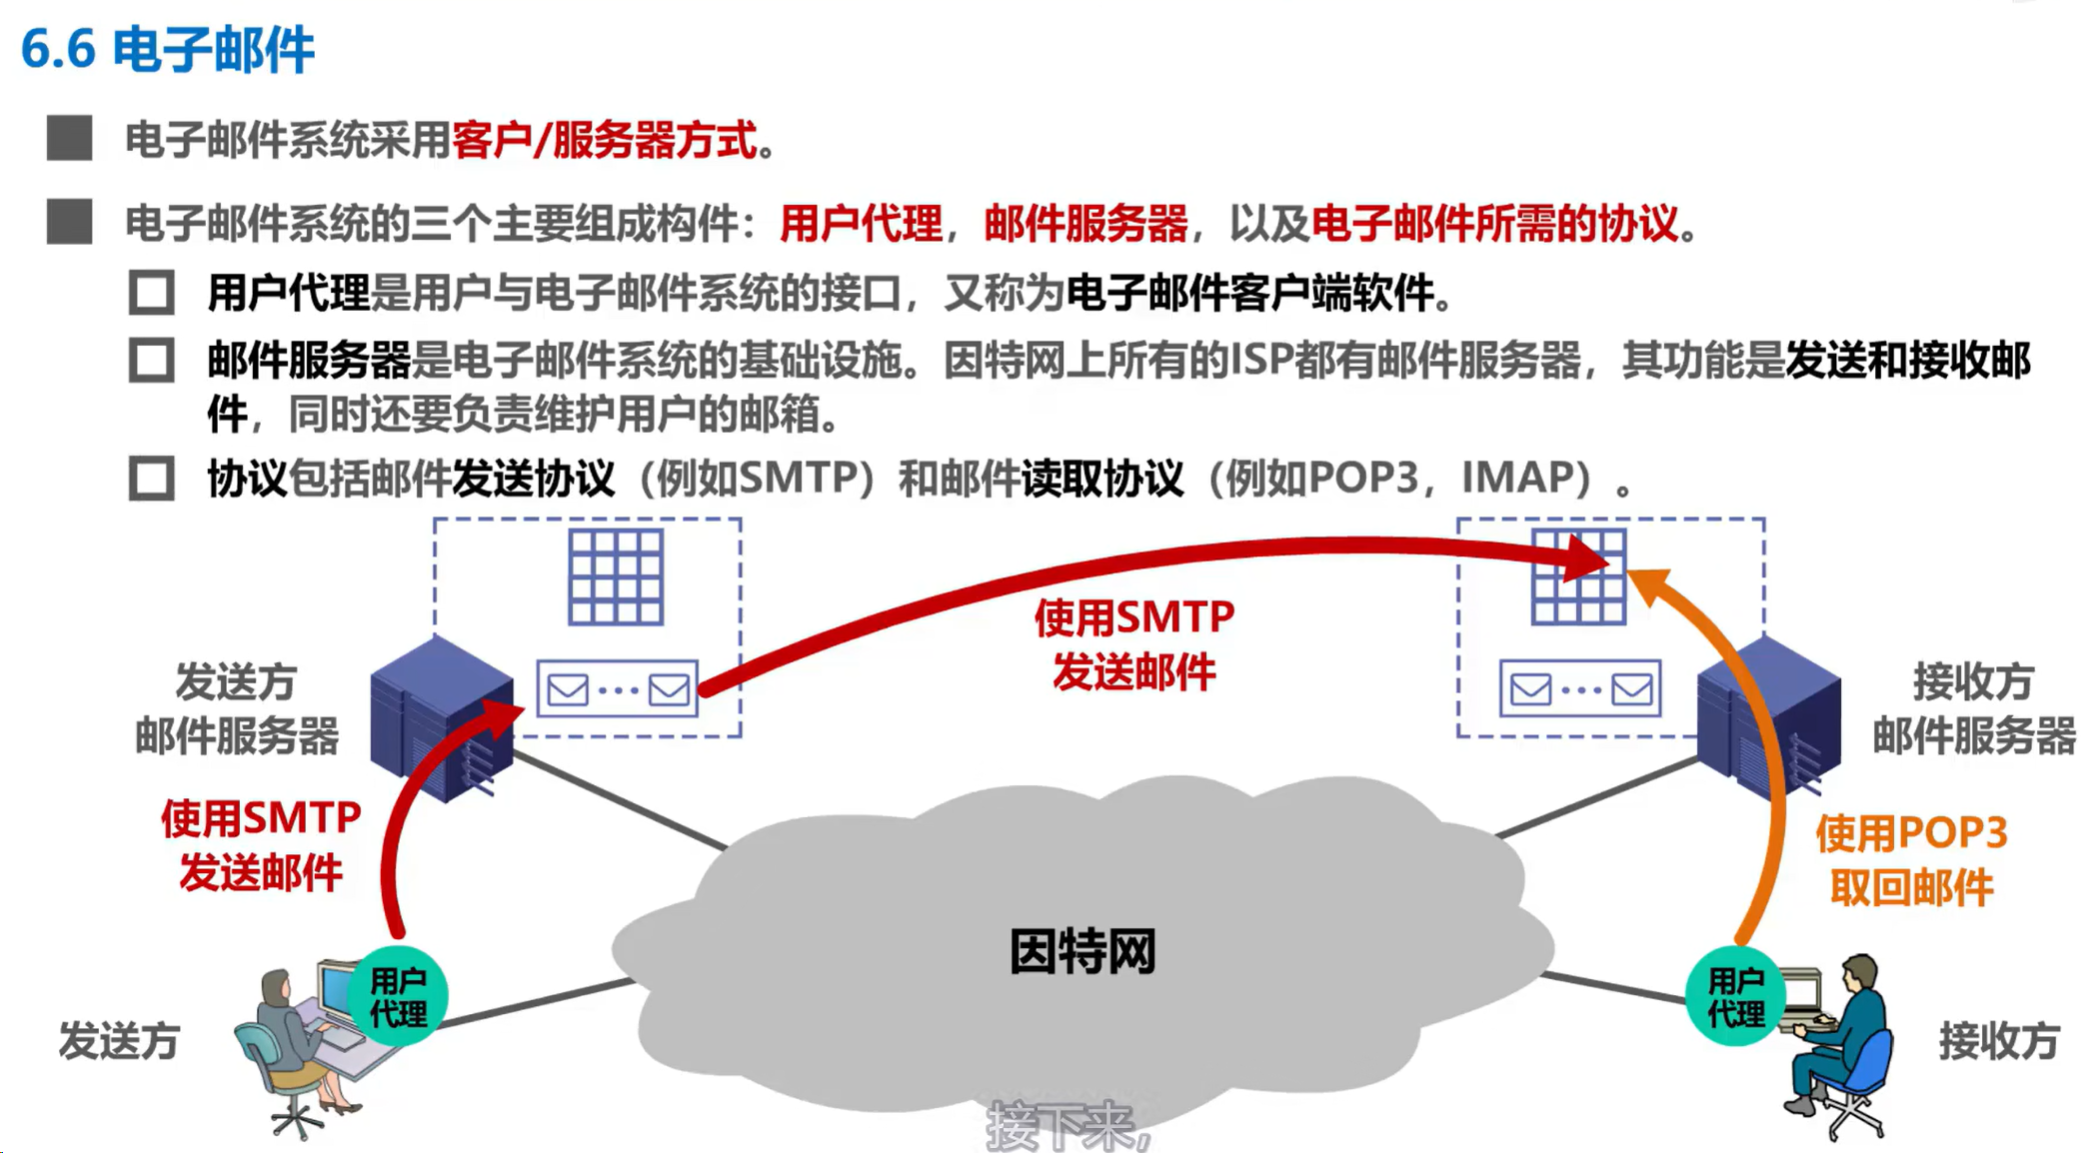 6.6 电子邮件
电子邮件系统采用客户/服务器方式。
电子邮件系统的三个主要组成构件：用户代理，邮件服务器，以及电子邮件所需的协议。
用户代理是用户与电子邮件系统的接口，又称为电子邮件客户端软件。
邮件服务器是电子邮件系统的基础设施。因特网上所有的ISP都有邮件服务器，其功能是发送和接收邮
件，同时还要负责维护用户的邮箱。
协议包括邮件发送协议（例如SMTP）和邮件读取协议（例如POP3，IMAP）。
使用SMTP
发送邮件
发送方
邮件服务器
接收方
邮件服务器
使用SMTP
发送邮件
使用POP3
取回邮件
因特网
用户
代理
用户
代理
发送方
接收方
接下来,